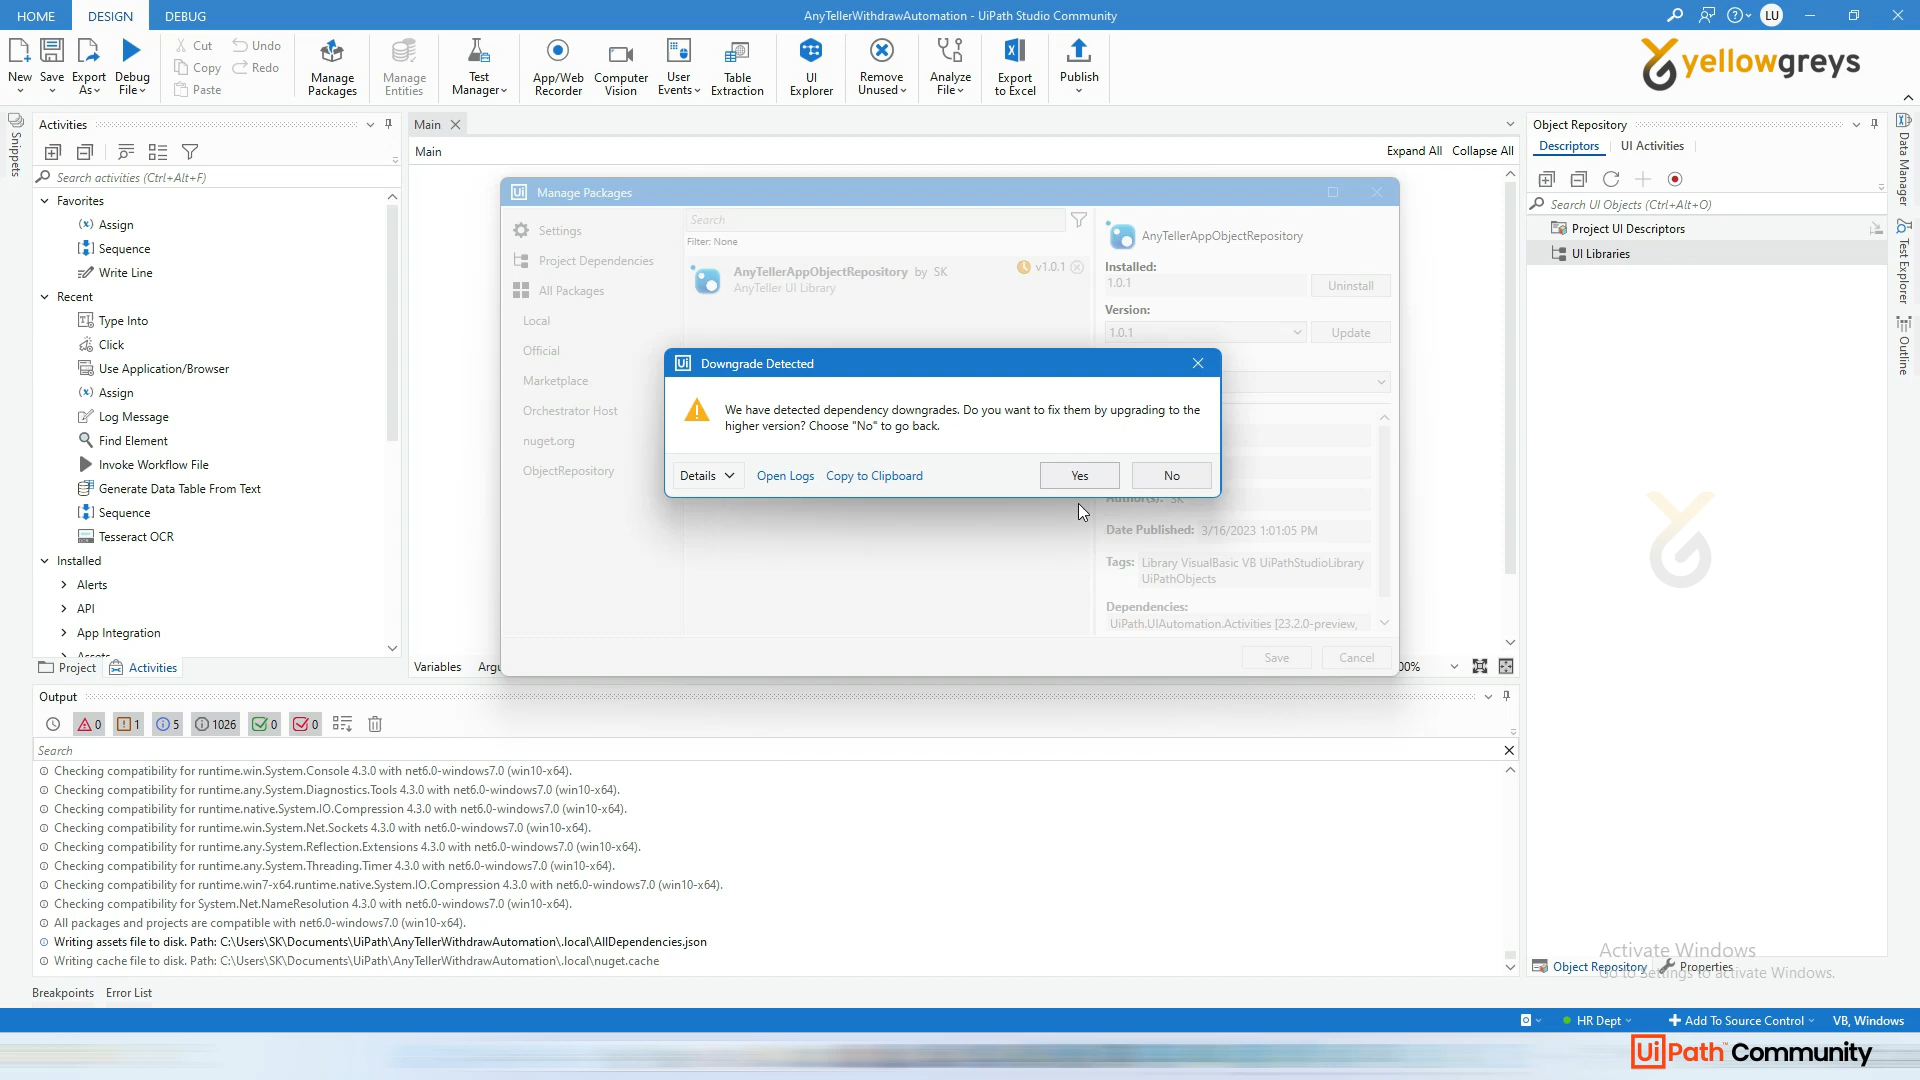 HOME
DESIGN
DEBUG
AnyTellerWithdrawAutomation - UiPath Studio Community
LU
New
Save
Export As
Debug File
Cut
Copy
Paste
Undo
Redo
Manage Packages
Manage Entities
Test Manager
App/Web Recorder
Computer Vision
User Events
Table Extraction
UI Explorer
Remove Unused
Analyze File
Export to Excel
Publish
yellowgreys
Snippets
Activities
Search activities (Ctrl+Alt+F)
Favorites
Assign
Sequence
Write Line
Recent
Type Into
Click
Use Application/Browser
Assign
Log Message
Find Element
Invoke Workflow File
Generate Data Table From Text
Sequence
Tesseract OCR
Installed
Alerts
API
App Integration
Project
Activities
Main
Main
Expand All
Collapse All
Ui Manage Packages
Settings
Project Dependencies
All Packages
Local
Official
Marketplace
Orchestrator Host
nuget.org
ObjectRepository
Search
Filter: None
AnyTellerAppObjectRepository by SK
v1.0.1
AnyTeller UI Library
AnyTellerAppObjectRepository
Installed:
1.0.1
Uninstall
Version:
1.0.1
Update
Ui Downgrade Detected
We have detected dependency downgrades. Do you want to fix them by upgrading to the
higher version? Choose "No" to go back.
Details
Open Logs
Copy to Clipboard
Yes
No
Date Published: 3/16/2023 1:01:05 PM
Tags: Library VisualBasic VB UiPathStudioLibrary
UiPathObjects
Dependencies:
UiPath.UIAutomation.Activities [23.2.0-preview,
Save
Cancel
Variables
Object Repository
Descriptors
UI Activities
Search UI Objects (Ctrl+Alt+O)
Project UI Descriptors
UI Libraries
Data Manager
Test Explorer
Outline
Output
0
1
5
1026
0
0
Search
Checking compatibility for runtime.win.System.Console 4.3.0 with net6.0-windows7.0 (win10-x64).
Checking compatibility for runtime.any.System.Diagnostics.Tools 4.3.0 with net6.0-windows7.0 (win10-x64).
Checking compatibility for runtime.native.System.IO.Compression 4.3.0 with net6.0-windows7.0 (win10-x64).
Checking compatibility for runtime.win.System.Net.Sockets 4.3.0 with net6.0-windows7.0 (win10-x64).
Checking compatibility for runtime.any.System.Reflection.Extensions 4.3.0 with net6.0-windows7.0 (win10-x64).
Checking compatibility for runtime.any.System.Threading.Timer 4.3.0 with net6.0-windows7.0 (win10-x64).
Checking compatibility for runtime.win7-x64.runtime.native.System.IO.Compression 4.3.0 with net6.0-windows7.0 (win10-x64).
Checking compatibility for System.Net.NameResolution 4.3.0 with net6.0-windows7.0 (win10-x64).
All packages and projects are compatible with net6.0-windows7.0 (win10-x64).
Writing assets file to disk. Path: C:\Users\SK\Documents\UiPath\AnyTellerWithdrawAutomation\.local\AllDependencies.json
Writing cache file to disk. Path: C:\Users\SK\Documents\UiPath\AnyTellerWithdrawAutomation\.local\nuget.cache
Activate Windows
Go to Settings to activate Windows.
Object Repository
Properties
Breakpoints
Error List
HR Dept
Add To Source Control
VB, Windows
UiPath Community